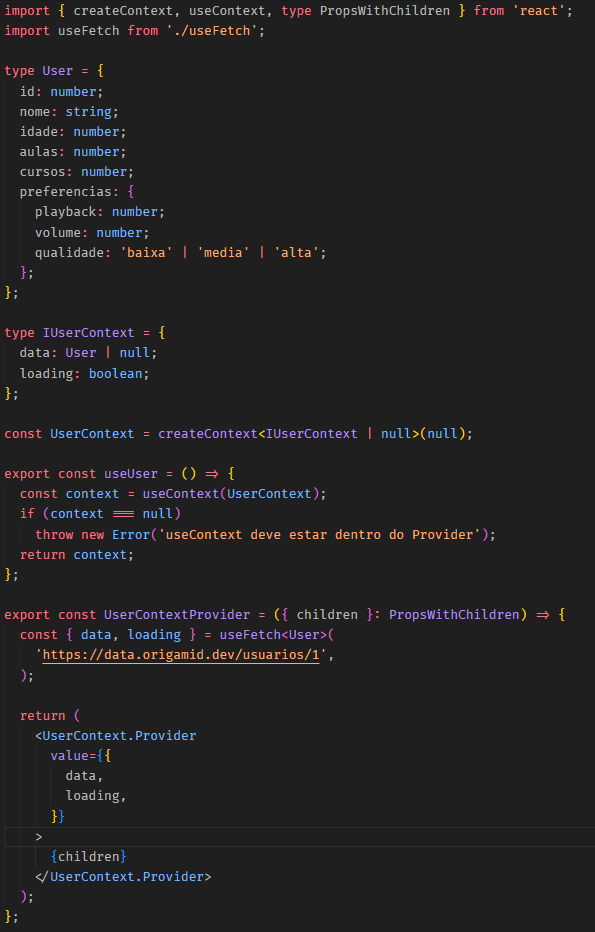 import { createContext, useContext, type PropsWithChildren } from 'react';
import useFetch from './useFetch';

type User = {
  id: number;
  nome: string;
  idade: number;
  aulas: number;
  cursos: number;
  preferencias: {
    playback: number;
    volume: number;
    qualidade: 'baixa' | 'media' | 'alta';
  };
};

type IUserContext = {
  data: User | null;
  loading: boolean;
};

const UserContext = createContext<IUserContext | null>(null);

export const useUser = () => {
  const context = useContext(UserContext);
  if (context === null)
    throw new Error('useContext deve estar dentro do Provider');
  return context;
};

export const UserContextProvider = ({ children }: PropsWithChildren) => {
  const { data, loading } = useFetch<User>(
    'https://data.origamid.dev/usuarios/1',
  );

  return (
    <UserContext.Provider
      value={{
        data,
        loading,
      }}
    >
      {children}
    </UserContext.Provider>
  );
};